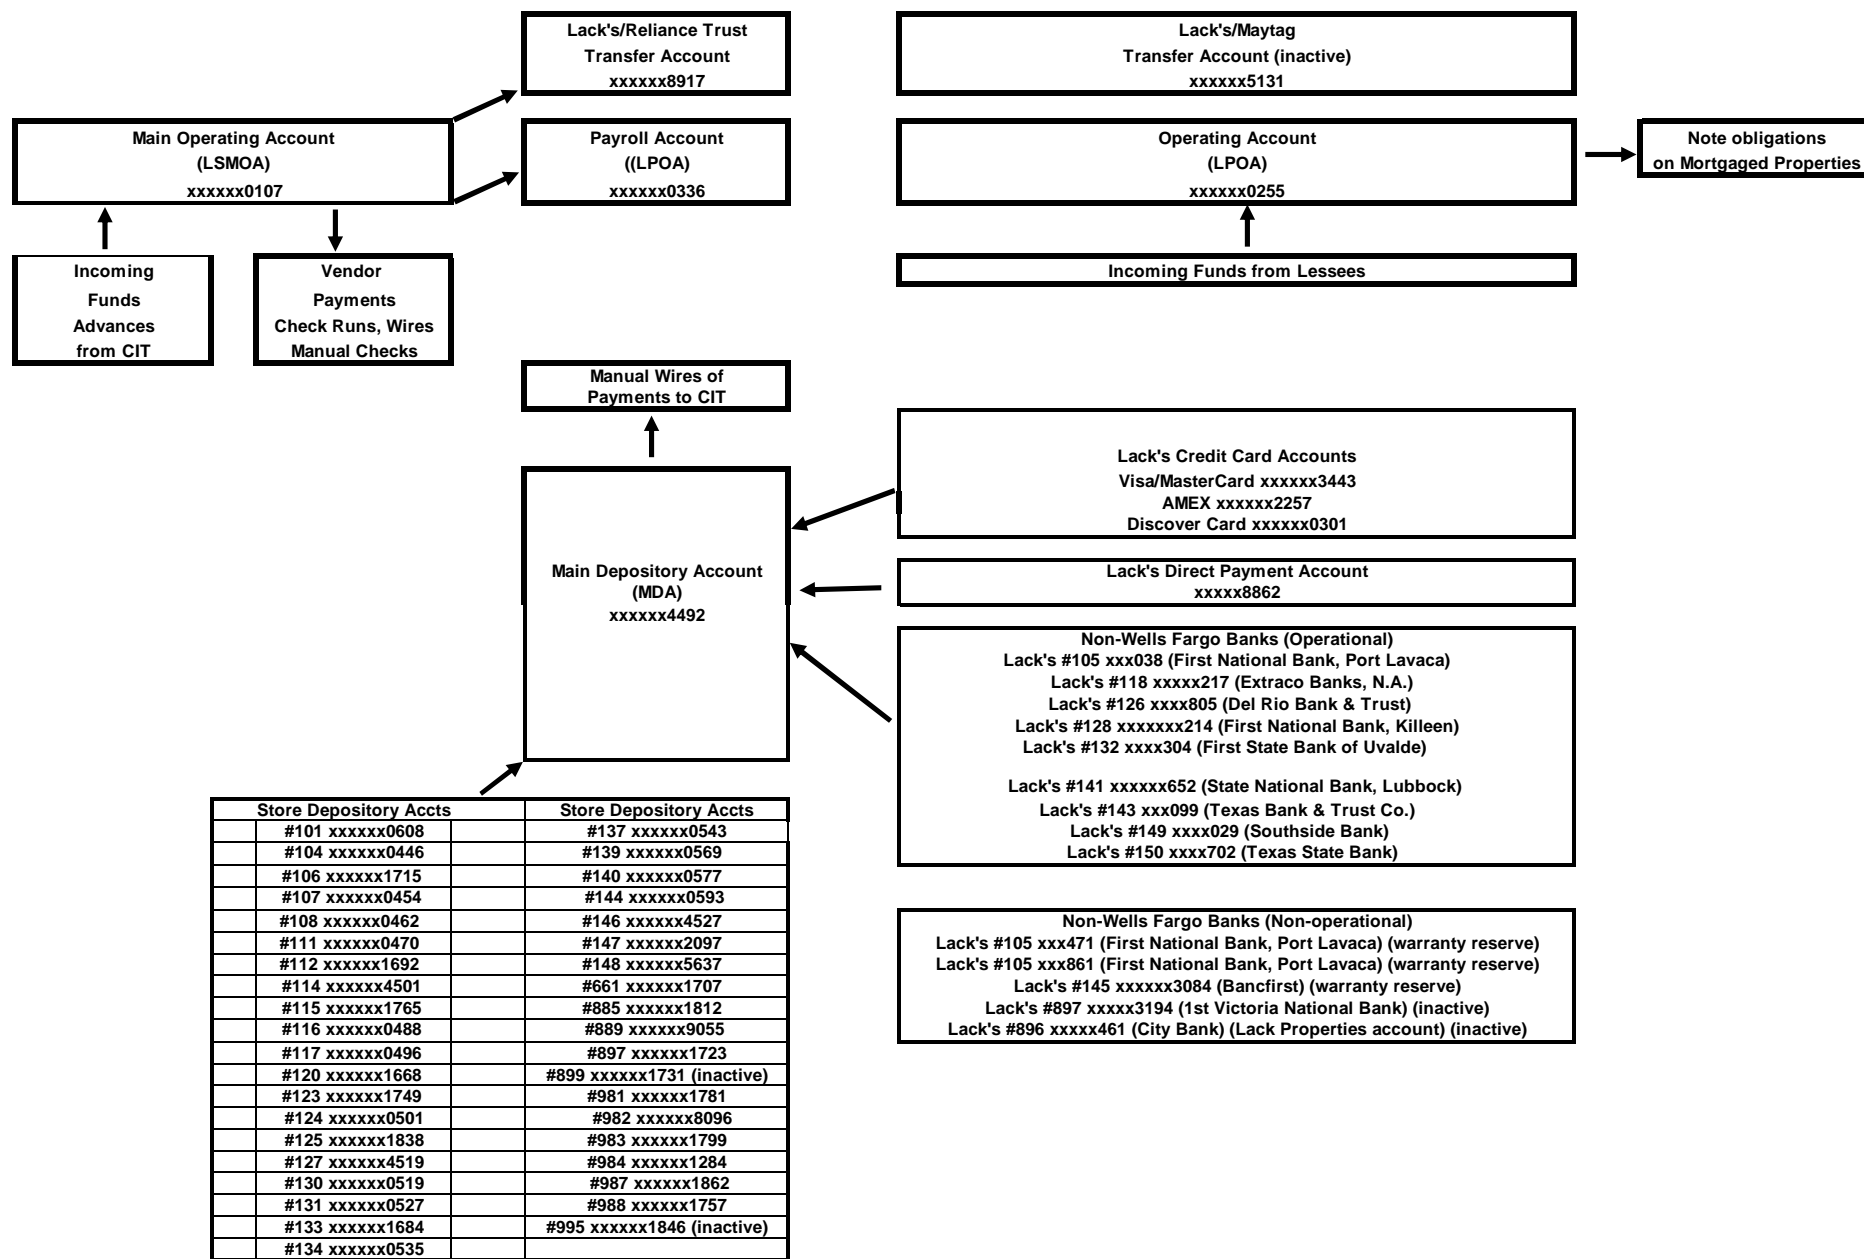 Lack's/Reliance Trust
Transfer Account
xxxxxx8917
Lack's/Maytag
Transfer Account (inactive)
xxxxxx5131
Main Operating Account
(LSMOA)
xxxxxx0107
Payroll Account
((LPOA)
xxxxxx0336
Operating Account
(LPOA)
xxxxxx0255
Note obligations
on Mortgaged Properties
Incoming
Funds
Advances
from CIT
Vendor
Payments
Check Runs, Wires
Manual Checks
Incoming Funds from Lessees
Manual Wires of
Payments to CIT
Lack's Credit Card Accounts
Visa/MasterCard xxxxxx3443
AMEX xxxxxx2257
Discover Card xxxxxx0301
Main Depository Account
(MDA)
xxxxxx4492
Lack's Direct Payment Account
xxxxx8862
Non-Wells Fargo Banks (Operational)
Lack's #105 xxx038 (First National Bank, Port Lavaca)
Lack's #118 xxxxx217 (Extraco Banks, N.A.)
Lack's #126 xxxx805 (Del Rio Bank & Trust)
Lack's #128 xxxxxxx214 (First National Bank, Killeen)
Lack's #132 xxxx304 (First State Bank of Uvalde)
Lack's #141 xxxxxx652 (State National Bank, Lubbock)
Lack's #143 xxx099 (Texas Bank & Trust Co.)
Lack's #149 xxxx029 (Southside Bank)
Lack's #150 xxxx702 (Texas State Bank)
Store Depository Accts Store Depository Accts
#101 xxxxxx0608 #137 xxxxxx0543
#104 xxxxxx0446 #139 xxxxxx0569
#106 xxxxxx1715 #140 xxxxxx0577
#107 xxxxxx0454 #144 xxxxxx0593
#108 xxxxxx0462 #146 xxxxxx4527
#111 xxxxxx0470 #147 xxxxxx2097
#112 xxxxxx1692 #148 xxxxxx5637
#114 xxxxxx4501 #661 xxxxxx1707
#115 xxxxxx1765 #885 xxxxxx1812
#116 xxxxxx0488 #889 xxxxxx9055
#117 xxxxxx0496 #897 xxxxxx1723
#120 xxxxxx1668 #899 xxxxxx1731 (inactive)
#123 xxxxxx1749 #981 xxxxxx1781
#124 xxxxxx0501 #982 xxxxxx8096
#125 xxxxxx1838 #983 xxxxxx1799
#127 xxxxxx4519 #984 xxxxxx1284
#130 xxxxxx0519 #987 xxxxxx1862
#131 xxxxxx0527 #988 xxxxxx1757
#133 xxxxxx1684 #995 xxxxxx1846 (inactive)
#134 xxxxxx0535
Non-Wells Fargo Banks (Non-operational)
Lack's #105 xxx471 (First National Bank, Port Lavaca) (warranty reserve)
Lack's #105 xxx861 (First National Bank, Port Lavaca) (warranty reserve)
Lack's #145 xxxxxx3084 (Bancfirst) (warranty reserve)
Lack's #897 xxxxx3194 (1st Victoria National Bank) (inactive)
Lack's #896 xxxxx461 (City Bank) (Lack Properties account) (inactive)